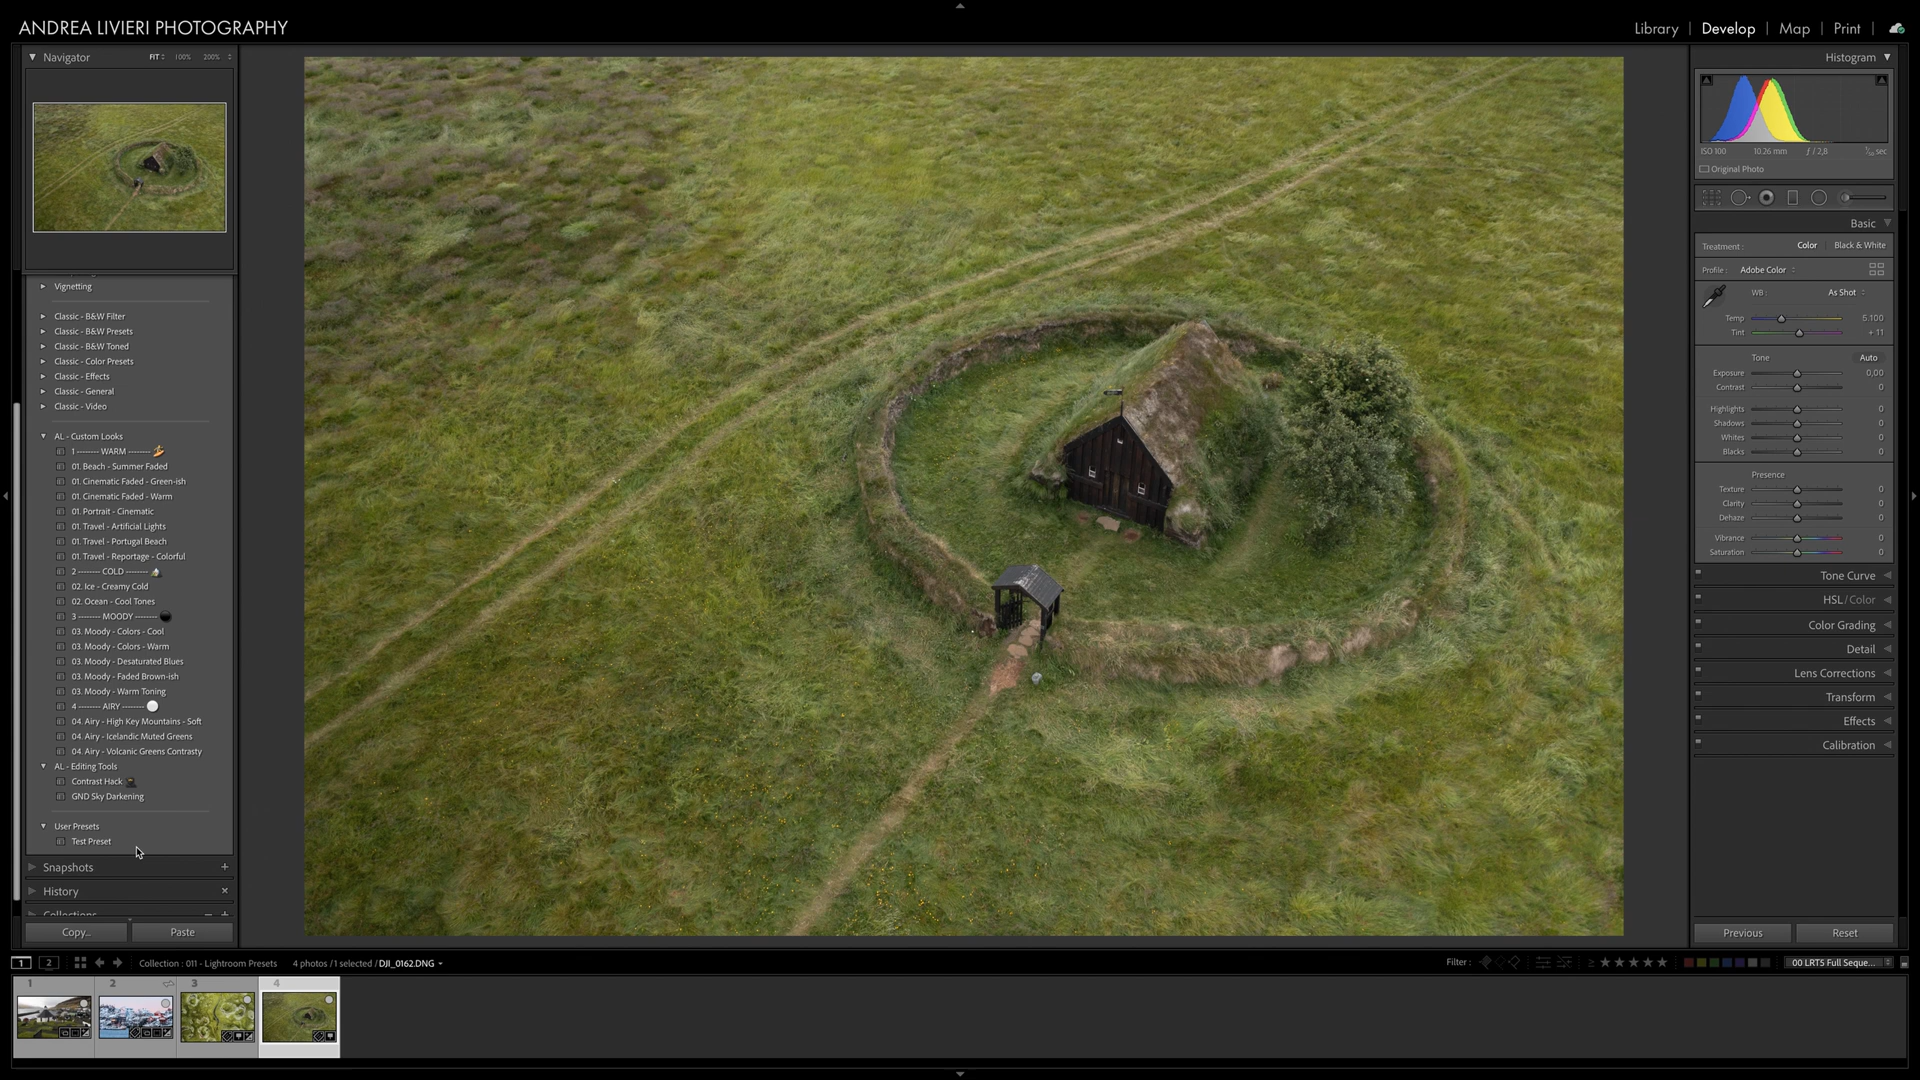 ANDREA LIVIERI PHOTOGRAPHY
Library | Develop | Map | Print
Navigator FIT 100% 200%
Vignetting
Classic - B&W Filter
Classic - B&W Presets
Classic - B&W Toned
Classic - Color Presets
Classic - Effects
Classic - General
Classic - Video
AL - Custom Looks
1 -------- WARM --------
01. Beach - Summer Faded
01. Cinematic Faded - Green-ish
01. Cinematic Faded - Warm
01. Portrait - Cinematic
01. Travel - Artificial Lights
01. Travel - Portugal Beach
01. Travel - Reportage - Colorful
2 -------- COLD --------
02. Ice - Creamy Cold
02. Ocean - Cool Tones
3 -------- MOODY --------
03. Moody - Colors - Cool
03. Moody - Colors - Warm
03. Moody - Desaturated Blues
03. Moody - Faded Brown-ish
03. Moody - Warm Toning
4 -------- AIRY --------
04. Airy - High Key Mountains - Soft
04. Airy - Icelandic Muted Greens
04. Airy - Volcanic Greens Contrasty
AL - Editing Tools
Contrast Hack
GND Sky Darkening
User Presets
Test Preset
Snapshots
History
Collections
Copy... Paste
Histogram
ISO 100 10.26 mm ƒ / 2,8 sec
Original Photo
Basic
Treatment : Color Black & White
Profile : Adobe Color
WB : As Shot
Temp 5.100
Tint + 11
Tone Auto
Exposure 0,00
Contrast 0
Highlights 0
Shadows 0
Whites 0
Blacks 0
Presence
Texture 0
Clarity 0
Dehaze 0
Vibrance 0
Saturation 0
Tone Curve
HSL / Color
Color Grading
Detail
Lens Corrections
Transform
Effects
Calibration
Previous Reset
1 2 Collection : 011 - Lightroom Presets 4 photos / 1 selected / DJI_0162.DNG Filter : ≥ ★ ★ ★ ★ ★ 00 LRT5 Full Seque...
1 2 3 4